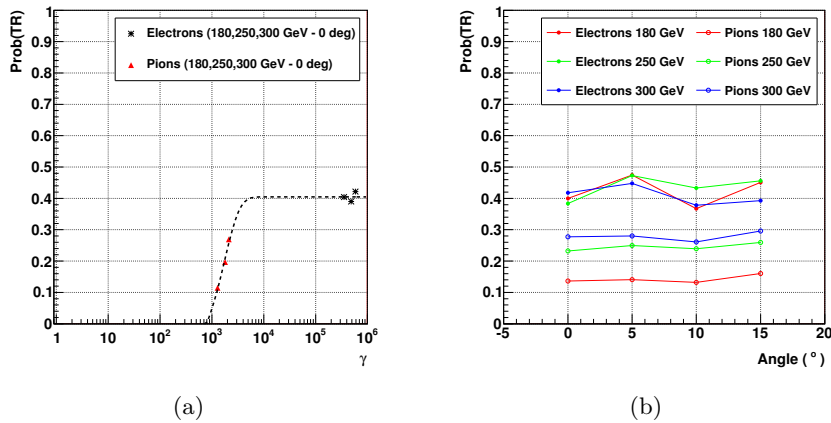 Prob(TR)
1
0.9
0.8
0.7
0.6
0.5
0.4
0.3
0.2
0.1
0
Electrons (180,250,300 GeV - 0 deg)
Pions (180,250,300 GeV - 0 deg)
1 10 10² 10³ 10⁴ 10⁵ 10⁶
γ
(a)
Prob(TR)
1
0.9
0.8
0.7
0.6
0.5
0.4
0.3
0.2
0.1
0
Electrons 180 GeV Pions 180 GeV
Electrons 250 GeV Pions 250 GeV
Electrons 300 GeV Pions 300 GeV
-5 0 5 10 15 20
Angle ( ° )
(b)